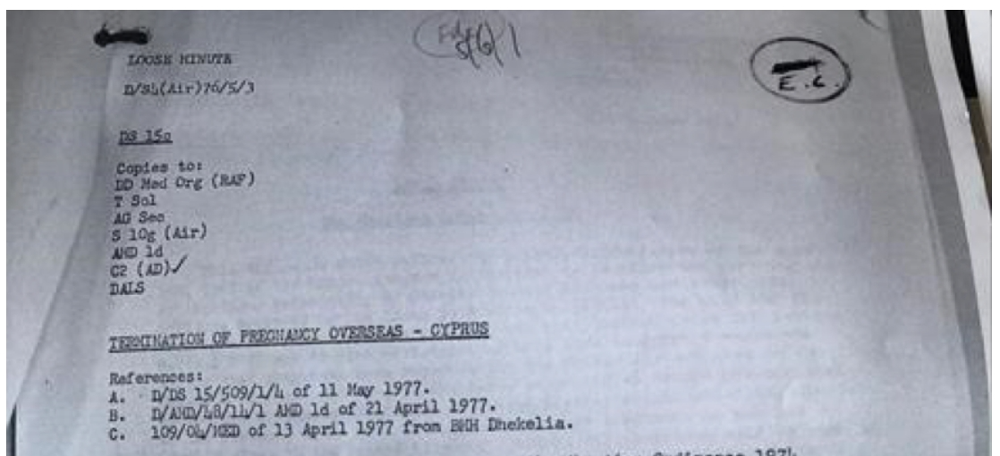 LOOSE MINUTE
E.C.
D/S4(Air)76/5/3
DS 15c
Copies to:
DD Med Org (RAF)
T Sol
AG Sec
S 10g (Air)
AMD 1d
C2 (AD)✓
DALS
TERMINATION OF PREGNANCY OVERSEAS - CYPRUS
References:
A. D/DS 15/509/1/4 of 11 May 1977.
B. D/AMD/48/14/1 AMD 1d of 21 April 1977.
C. 109/04/MED of 13 April 1977 from BMH Dhekelia.
Ordinance 1974